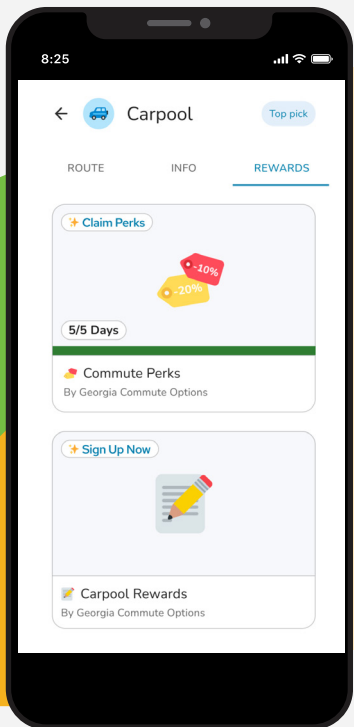 8:25
Carpool
Top pick
ROUTE INFO REWARDS
Claim Perks
-10%
-20%
5/5 Days
Commute Perks
By Georgia Commute Options
Sign Up Now
Carpool Rewards
By Georgia Commute Options